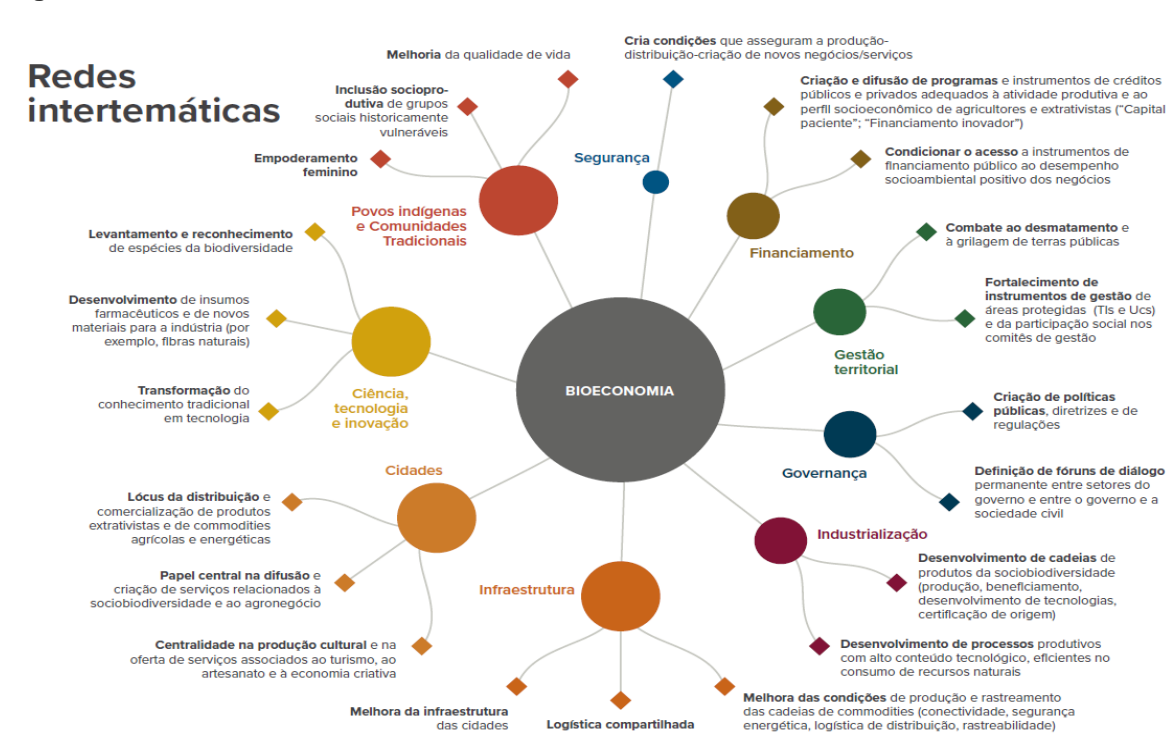 Redes
intertemáticas
Melhoria da qualidade de vida
Inclusão sociopro-
dutiva de grupos
sociais historicamente
vulneráveis
Empoderamento
feminino
Povos indígenas
e Comunidades
Tradicionais
Cria condições que asseguram a produção-
distribuição-criação de novos negócios/serviços
Segurança
Criação e difusão de programas e instrumentos de créditos
públicos e privados adequados à atividade produtiva e ao
perfil socioeconômico de agricultores e extrativistas (“Capital
paciente”; “Financiamento inovador”)
Condicionar o acesso a instrumentos de
financiamento público ao desempenho
socioambiental positivo dos negócios
Financiamento
Combate ao desmatamento e
à grilagem de terras públicas
Fortalecimento de
instrumentos de gestão de
áreas protegidas (TIs e Ucs)
e da participação social nos
comitês de gestão
Gestão
territorial
Levantamento e reconhecimento
de espécies da biodiversidade
Desenvolvimento de insumos
farmacêuticos e de novos
materiais para a indústria (por
exemplo, fibras naturais)
Transformação do
conhecimento tradicional
em tecnologia
Ciência,
tecnologia
e inovação
BIOECONOMIA
Criação de políticas
públicas, diretrizes e de
regulações
Definição de fóruns de diálogo
permanente entre setores do
governo e entre o governo e a
sociedade civil
Governança
Cidades
Lócus da distribuição e
comercialização de produtos
extrativistas e de commodities
agrícolas e energéticas
Papel central na difusão e
criação de serviços relacionados à
sociobiodiversidade e ao agronegócio
Centralidade na produção cultural e na
oferta de serviços associados ao turismo, ao
artesanato e à economia criativa
Infraestrutura
Melhora da infraestrutura
das cidades
Logística compartilhada
Melhora das condições de produção e rastreamento
das cadeias de commodities (conectividade, segurança
energética, logística de distribuição, rastreabilidade)
Industrialização
Desenvolvimento de cadeias de
produtos da sociobiodiversidade
(produção, beneficiamento,
desenvolvimento de tecnologias,
certificação de origem)
Desenvolvimento de processos produtivos
com alto conteúdo tecnológico, eficientes no
consumo de recursos naturais